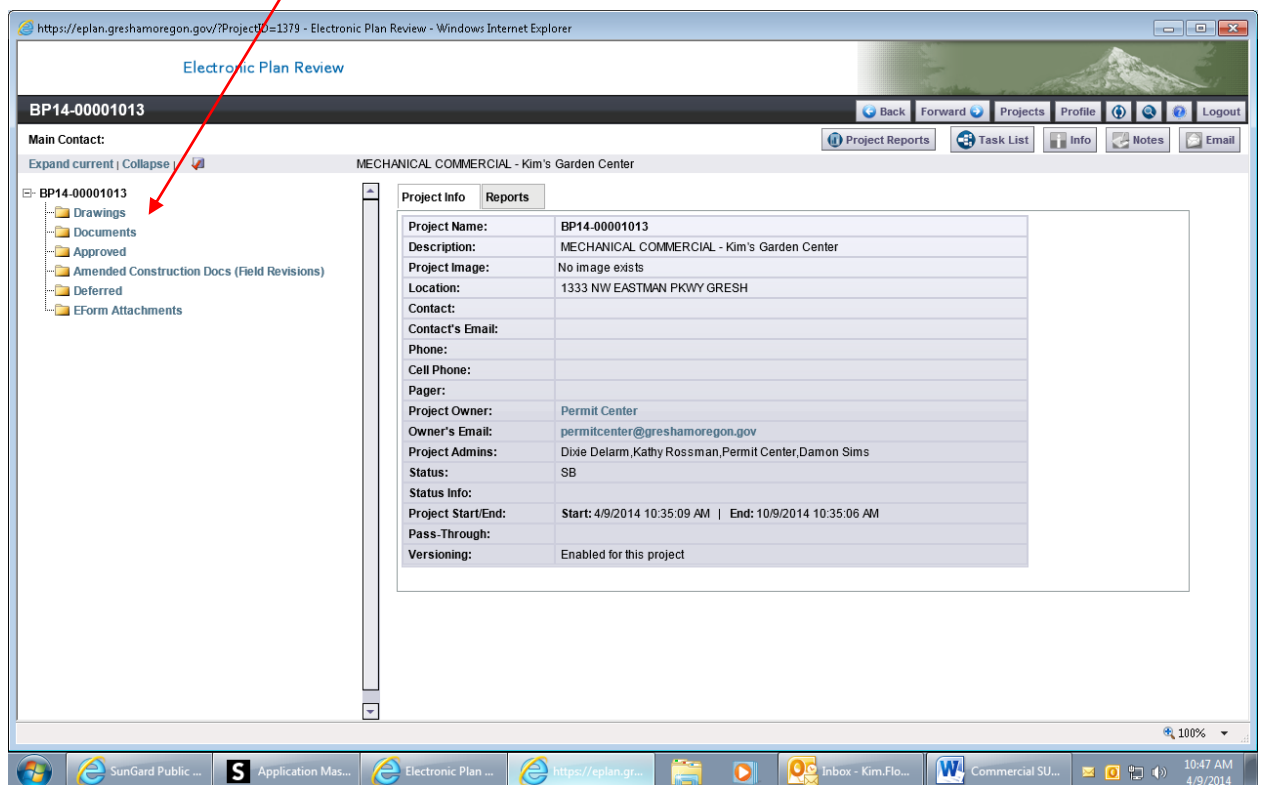 https://eplan.greshamoregon.gov/?ProjectID=1379 - Electronic Plan Review - Windows Internet Explorer
Electronic Plan Review
BP14-00001013
Back Forward Projects Profile Logout
Main Contact:
Project Reports Task List Info Notes Email
Expand current | Collapse |
MECHANICAL COMMERCIAL - Kim's Garden Center
BP14-00001013
Drawings
Documents
Approved
Amended Construction Docs (Field Revisions)
Deferred
EForm Attachments
Project Info Reports
Project Name: BP14-00001013
Description: MECHANICAL COMMERCIAL - Kim's Garden Center
Project Image: No image exists
Location: 1333 NW EASTMAN PKWY GRESH
Contact:
Contact's Email:
Phone:
Cell Phone:
Pager:
Project Owner: Permit Center
Owner's Email: permitcenter@greshamoregon.gov
Project Admins: Dixie Delarm,Kathy Rossman,Permit Center,Damon Sims
Status: SB
Status Info:
Project Start/End: Start: 4/9/2014 10:35:09 AM | End: 10/9/2014 10:35:06 AM
Pass-Through:
Versioning: Enabled for this project
100%
SunGard Public ... S Application Mas... Electronic Plan ... https://eplan.gr... Inbox - Kim.Flo... W Commercial SU... 10:47 AM
4/9/2014